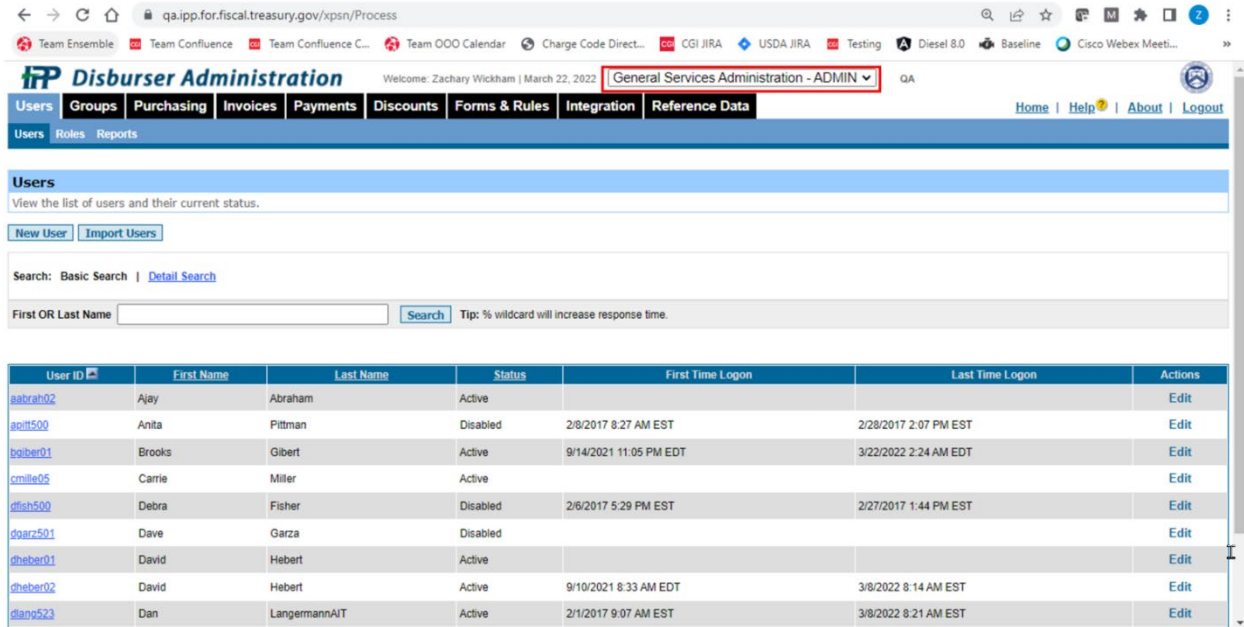 qa.ipp.for.fiscal.treasury.gov/xpsn/Process
Team Ensemble Team Confluence Team Confluence C... Team OOO Calendar Charge Code Direct... CGI JIRA USDA JIRA Testing Diesel 8.0 Baseline Cisco Webex Meeti... »
IPP Disburser Administration Welcome: Zachary Wickham | March 22, 2022 General Services Administration - ADMIN QA
Users Groups Purchasing Invoices Payments Discounts Forms & Rules Integration Reference Data Home | Help ? | About | Logout
Users Roles Reports
Users
View the list of users and their current status.
New User Import Users
Search: Basic Search | Detail Search
First OR Last Name Search Tip: % wildcard will increase response time.
User ID First Name Last Name Status First Time Logon Last Time Logon Actions
aabrah02 Ajay Abraham Active Edit
apitt500 Anita Pittman Disabled 2/8/2017 8:27 AM EST 2/28/2017 2:07 PM EST Edit
bgiber01 Brooks Gibert Active 9/14/2021 11:05 PM EDT 3/22/2022 2:24 AM EDT Edit
cmille05 Carrie Miller Active Edit
dfish500 Debra Fisher Disabled 2/6/2017 5:29 PM EST 2/27/2017 1:44 PM EST Edit
dgarz501 Dave Garza Disabled Edit
dheber01 David Hebert Active Edit
dheber02 David Hebert Active 9/10/2021 8:33 AM EDT 3/8/2022 8:14 AM EST Edit
dlang523 Dan LangermannAIT Active 2/1/2017 9:07 AM EST 3/8/2022 8:21 AM EST Edit